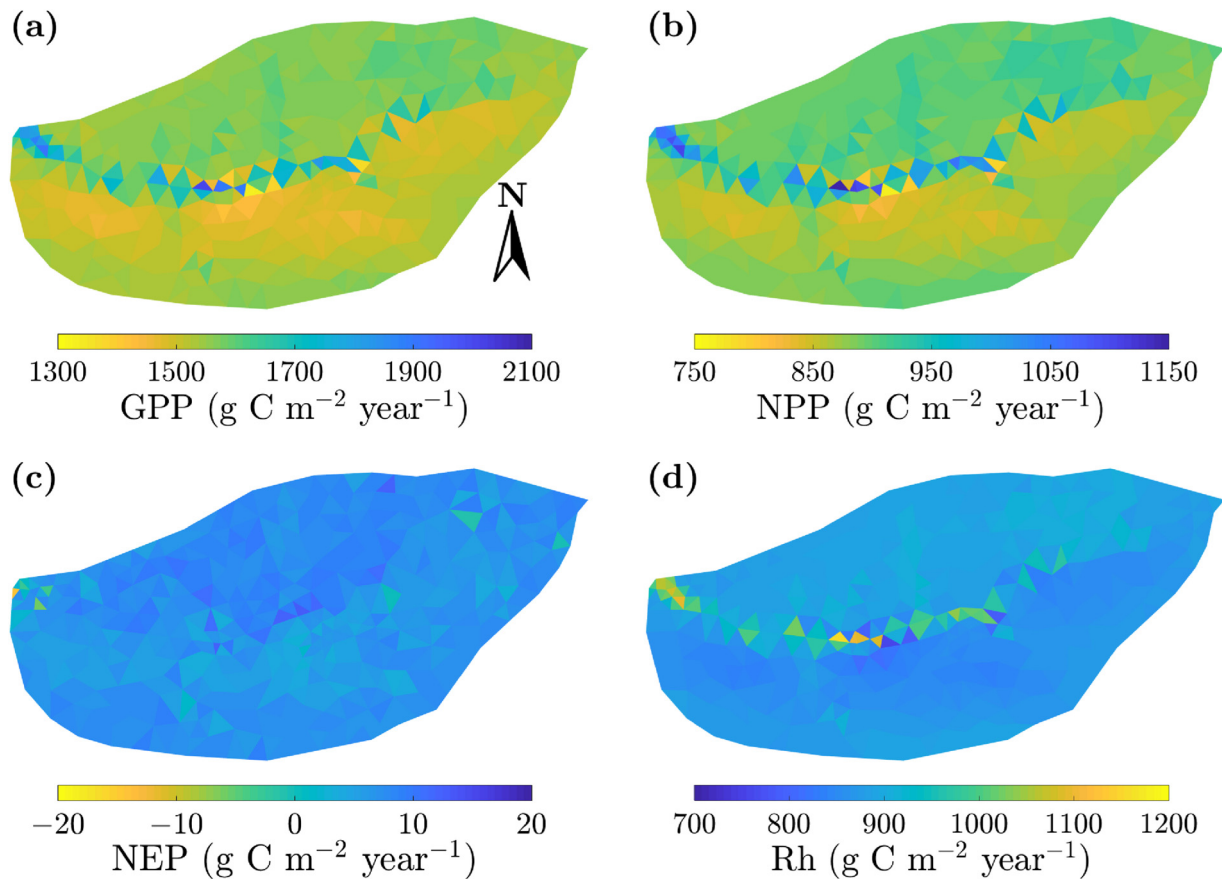 (a)
(b)
N
1300 1500 1700 1900 2100
GPP (g C m⁻² year⁻¹)
750 850 950 1050 1150
NPP (g C m⁻² year⁻¹)
(c)
(d)
−20 −10 0 10 20
NEP (g C m⁻² year⁻¹)
700 800 900 1000 1100 1200
Rh (g C m⁻² year⁻¹)